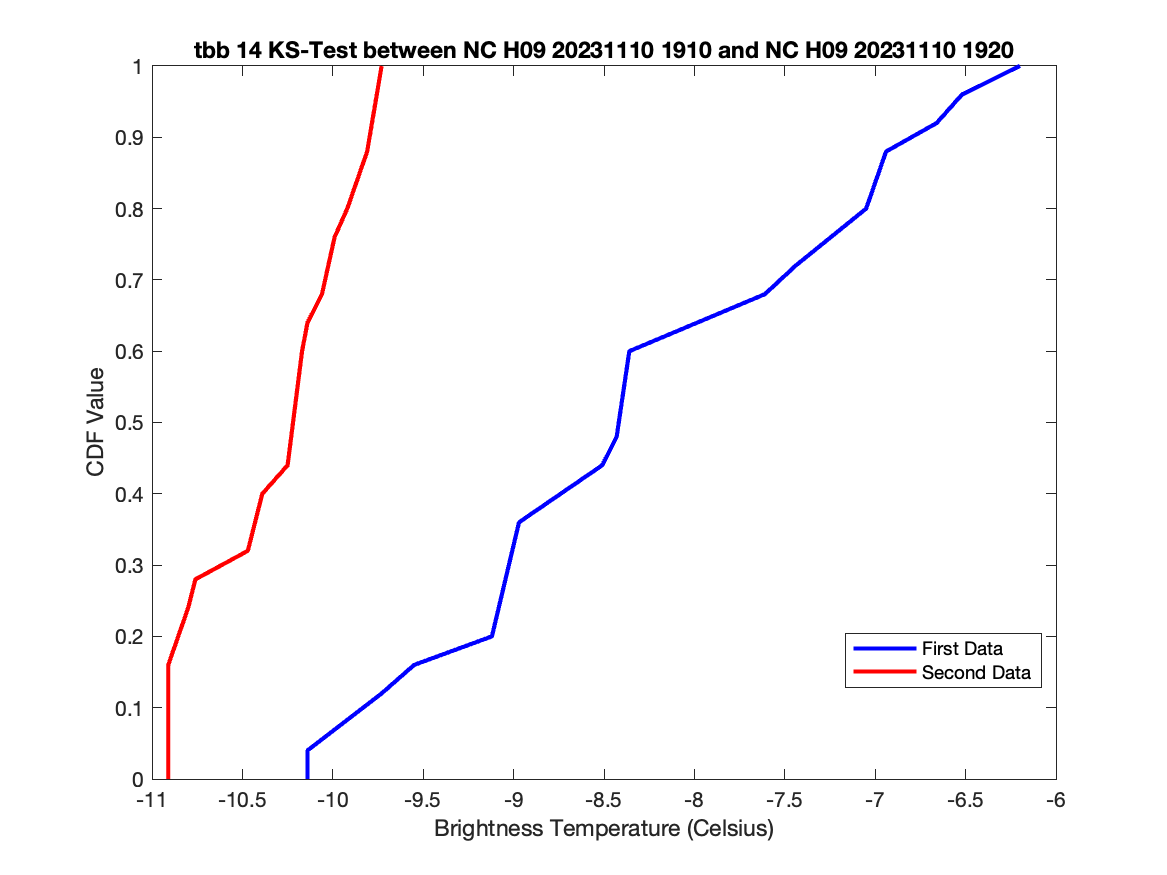 tbb 14 KS-Test between NC H09 20231110 1910 and NC H09 20231110 1920
1
0.9
0.8
0.7
0.6
0.5
0.4
0.3
0.2
0.1
0
CDF Value
First Data
Second Data
-11 -10.5 -10 -9.5 -9 -8.5 -8 -7.5 -7 -6.5 -6
Brightness Temperature (Celsius)